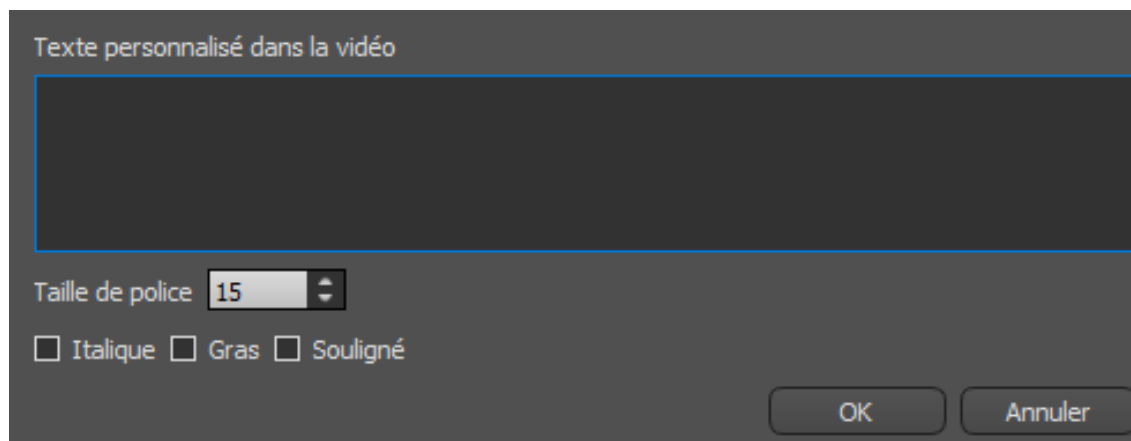 Texte personnalisé dans la vidéo
Taille de police 15
Italique Gras Souligné
OK Annuler